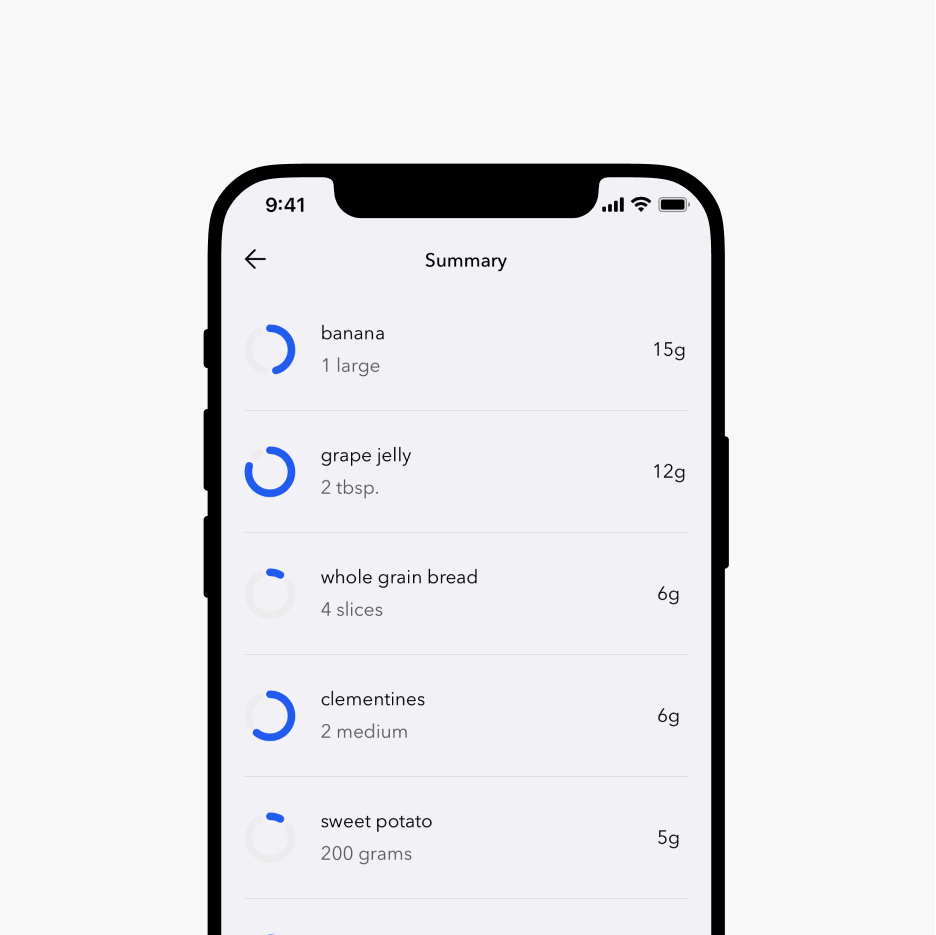 9:41
Summary
banana
1 large
15g
grape jelly
2 tbsp.
12g
whole grain bread
4 slices
6g
clementines
2 medium
6g
sweet potato
200 grams
5g